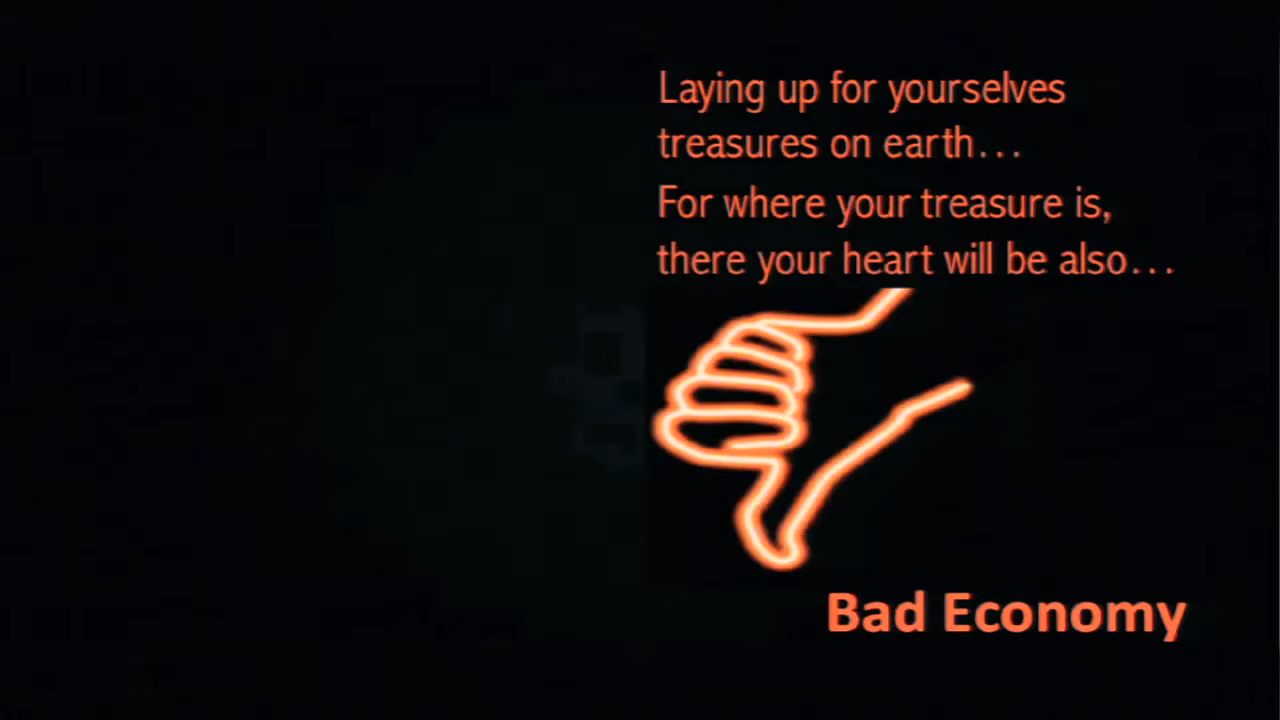 Laying up for yourselves
treasures on earth...
For where your treasure is,
there your heart will be also...
Bad Economy